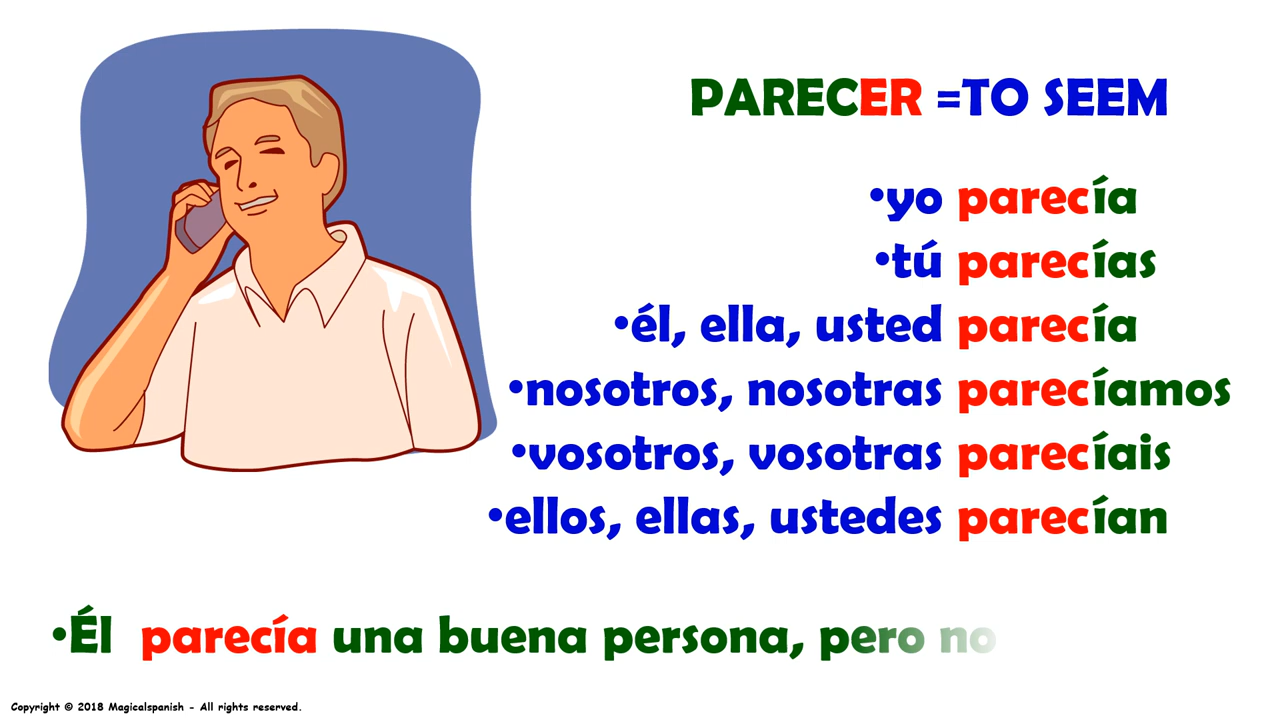 PARECER =TO SEEM
•yo parecía
•tú parecías
•él, ella, usted parecía
•nosotros, nosotras parecíamos
•vosotros, vosotras parecíais
•ellos, ellas, ustedes parecían
•Él parecía una buena persona, pero no
Copyright © 2018 Magicalspanish - All rights reserved.